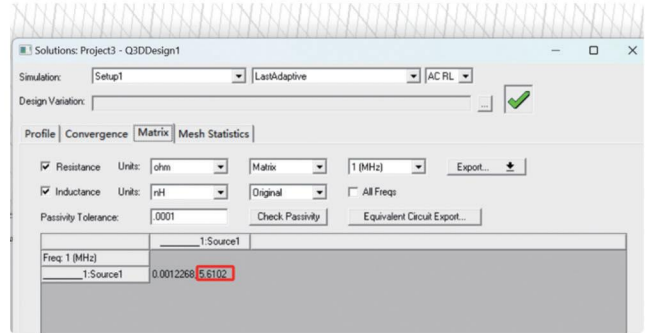 Solutions: Project3 - Q3DDesign1
Simulation: Setup1 LastAdaptive AC RL
Design Variation: ...
Profile Convergence Matrix Mesh Statistics
Resistance Units: ohm Matrix 1 (MHz) Export...
Inductance Units: nH Original All Freqs
Passivity Tolerance: .0001 Check Passivity Equivalent Circuit Export...
________1:Source1
Freq: 1 (MHz)
________1:Source1 0.0012268, 5.6102